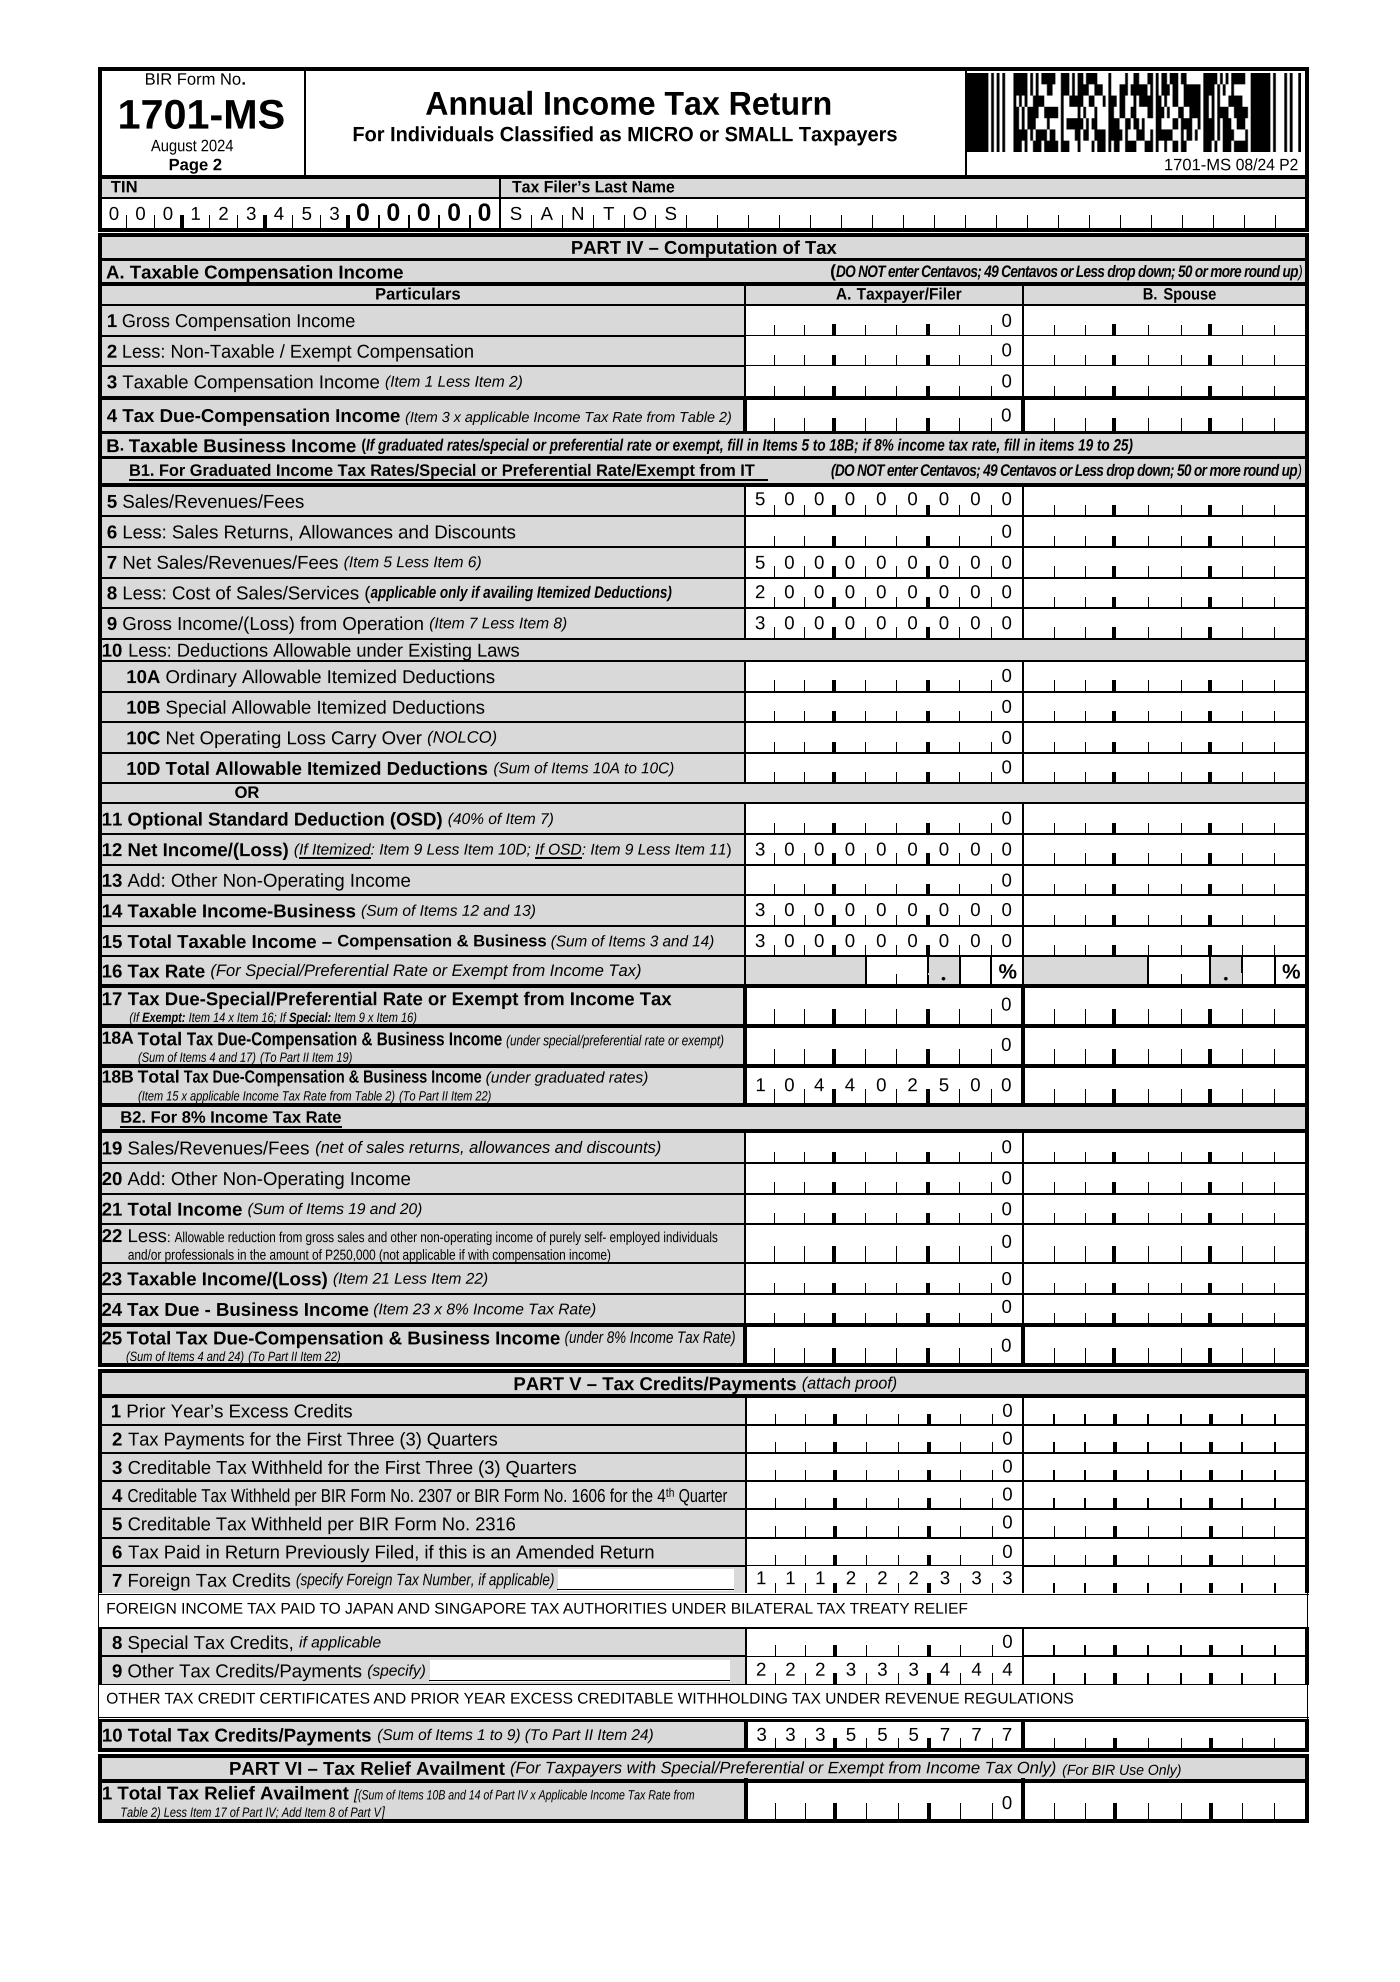 BIR Form No.
1701-MS
August 2024
Page 2
Annual Income Tax Return
For Individuals Classified as MICRO or SMALL Taxpayers
1701-MS 08/24 P2
TIN Tax Filer’s Last Name
0 0 0 1 2 3 4 5 3 0 0 0 0 0 S A N T O S
PART IV – Computation of Tax
A. Taxable Compensation Income (DO NOT enter Centavos; 49 Centavos or Less drop down; 50 or more round up)
Particulars A. Taxpayer/Filer B. Spouse
1 Gross Compensation Income 0
2 Less: Non-Taxable / Exempt Compensation 0
3 Taxable Compensation Income (Item 1 Less Item 2) 0
4 Tax Due-Compensation Income (Item 3 x applicable Income Tax Rate from Table 2) 0
B. Taxable Business Income (If graduated rates/special or preferential rate or exempt, fill in Items 5 to 18B; if 8% income tax rate, fill in items 19 to 25)
B1. For Graduated Income Tax Rates/Special or Preferential Rate/Exempt from IT (DO NOT enter Centavos; 49 Centavos or Less drop down; 50 or more round up)
5 Sales/Revenues/Fees 5 0 0 0 0 0 0 0 0
6 Less: Sales Returns, Allowances and Discounts 0
7 Net Sales/Revenues/Fees (Item 5 Less Item 6) 5 0 0 0 0 0 0 0 0
8 Less: Cost of Sales/Services (applicable only if availing Itemized Deductions) 2 0 0 0 0 0 0 0 0
9 Gross Income/(Loss) from Operation (Item 7 Less Item 8) 3 0 0 0 0 0 0 0 0
10 Less: Deductions Allowable under Existing Laws
10A Ordinary Allowable Itemized Deductions 0
10B Special Allowable Itemized Deductions 0
10C Net Operating Loss Carry Over (NOLCO) 0
10D Total Allowable Itemized Deductions (Sum of Items 10A to 10C) 0
OR
11 Optional Standard Deduction (OSD) (40% of Item 7) 0
12 Net Income/(Loss) (If Itemized: Item 9 Less Item 10D; If OSD: Item 9 Less Item 11) 3 0 0 0 0 0 0 0 0
13 Add: Other Non-Operating Income 0
14 Taxable Income-Business (Sum of Items 12 and 13) 3 0 0 0 0 0 0 0 0
15 Total Taxable Income – Compensation & Business (Sum of Items 3 and 14) 3 0 0 0 0 0 0 0 0
16 Tax Rate (For Special/Preferential Rate or Exempt from Income Tax) . % . %
17 Tax Due-Special/Preferential Rate or Exempt from Income Tax 0
(If Exempt: Item 14 x Item 16; If Special: Item 9 x Item 16)
18A Total Tax Due-Compensation & Business Income (under special/preferential rate or exempt) 0
(Sum of Items 4 and 17) (To Part II Item 19)
18B Total Tax Due-Compensation & Business Income (under graduated rates) 1 0 4 4 0 2 5 0 0
(Item 15 x applicable Income Tax Rate from Table 2) (To Part II Item 22)
B2. For 8% Income Tax Rate
19 Sales/Revenues/Fees (net of sales returns, allowances and discounts) 0
20 Add: Other Non-Operating Income 0
21 Total Income (Sum of Items 19 and 20) 0
22 Less: Allowable reduction from gross sales and other non-operating income of purely self- employed individuals 0
and/or professionals in the amount of P250,000 (not applicable if with compensation income)
23 Taxable Income/(Loss) (Item 21 Less Item 22) 0
24 Tax Due - Business Income (Item 23 x 8% Income Tax Rate) 0
25 Total Tax Due-Compensation & Business Income (under 8% Income Tax Rate) 0
(Sum of Items 4 and 24) (To Part II Item 22)
PART V – Tax Credits/Payments (attach proof)
1 Prior Year’s Excess Credits 0
2 Tax Payments for the First Three (3) Quarters 0
3 Creditable Tax Withheld for the First Three (3) Quarters 0
4 Creditable Tax Withheld per BIR Form No. 2307 or BIR Form No. 1606 for the 4th Quarter 0
5 Creditable Tax Withheld per BIR Form No. 2316 0
6 Tax Paid in Return Previously Filed, if this is an Amended Return 0
7 Foreign Tax Credits (specify Foreign Tax Number, if applicable) 1 1 1 2 2 2 3 3 3
FOREIGN INCOME TAX PAID TO JAPAN AND SINGAPORE TAX AUTHORITIES UNDER BILATERAL TAX TREATY RELIEF
8 Special Tax Credits, if applicable 0
9 Other Tax Credits/Payments (specify) 2 2 2 3 3 3 4 4 4
OTHER TAX CREDIT CERTIFICATES AND PRIOR YEAR EXCESS CREDITABLE WITHHOLDING TAX UNDER REVENUE REGULATIONS
10 Total Tax Credits/Payments (Sum of Items 1 to 9) (To Part II Item 24) 3 3 3 5 5 5 7 7 7
PART VI – Tax Relief Availment (For Taxpayers with Special/Preferential or Exempt from Income Tax Only) (For BIR Use Only)
1 Total Tax Relief Availment [(Sum of Items 10B and 14 of Part IV x Applicable Income Tax Rate from 0
Table 2) Less Item 17 of Part IV; Add Item 8 of Part V]